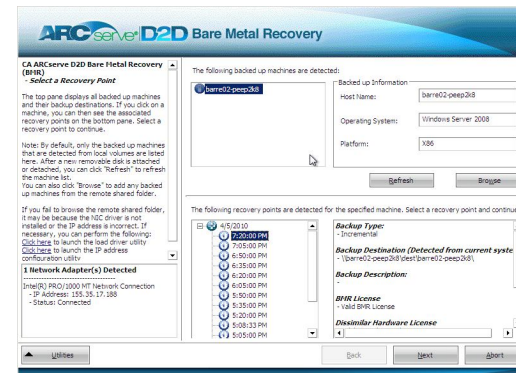 ARCserve® D2D Bare Metal Recovery
CA ARCserve D2D Bare Metal Recovery
(BMR)
- Select a Recovery Point
The top pane displays all backed up machines
and their backup destinations. If you click on a
machine, you can then see the associated
recovery points on the bottom pane. Select a
recovery point to continue.
Note: By default, only the backed up machines
that are detected from local volumes are listed
here. After a new removable disk is attached
or detached, you can click "Refresh" to refresh
the machine list.
You can also click "Browse" to add any backed
up machines from the remote shared folder.
If you fail to browse the remote shared folder,
it may be because the NIC driver is not
installed or the IP address is incorrect. If
necessary, you can perform the following:
Click here to launch the load driver utility
Click here to launch the IP address
configuration utility
1 Network Adapter(s) Detected
Intel(R) PRO/1000 MT Network Connection
- IP Address: 155.35.17.188
- Status: Connected
The following backed up machines are detected:
barre02-peep2k8
Backed up Information
Host Name:
barre02-peep2k8
Operating System:
Windows Server 2008
Platform:
X86
Refresh
Browse
The following recovery points are detected for the specified machine. Select a recovery point and continue
4/5/2010
7:20:00 PM
7:05:00 PM
6:50:00 PM
6:35:00 PM
6:20:00 PM
6:05:00 PM
5:50:00 PM
5:35:00 PM
5:20:00 PM
5:08:33 PM
5:05:00 PM
Backup Type:
- Incremental
Backup Destination (Detected from current syste
- \\barre02-peep2k8\dest\barre02-peep2k8\
Backup Description:
-
BMR License
- Valid BMR License
Dissimilar Hardware License
Utilities
Back
Next
Abort